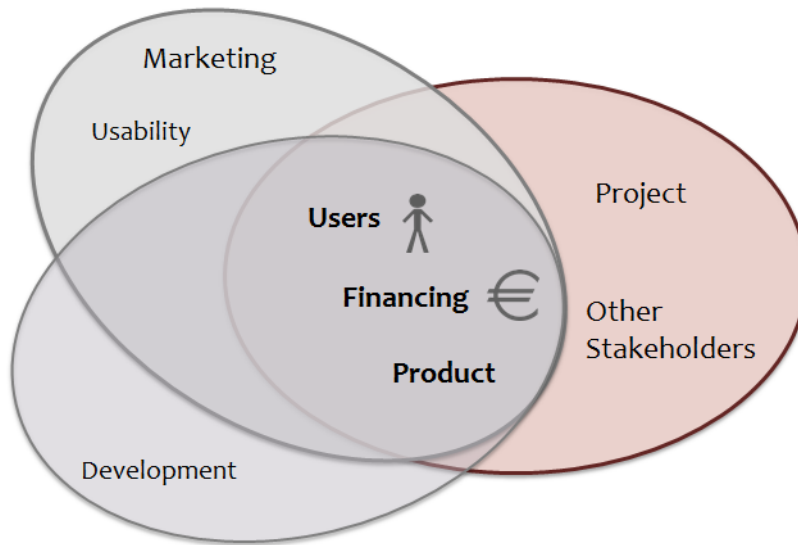 Marketing
Usability
Project
Users
Financing
Other
Stakeholders
Product
Development